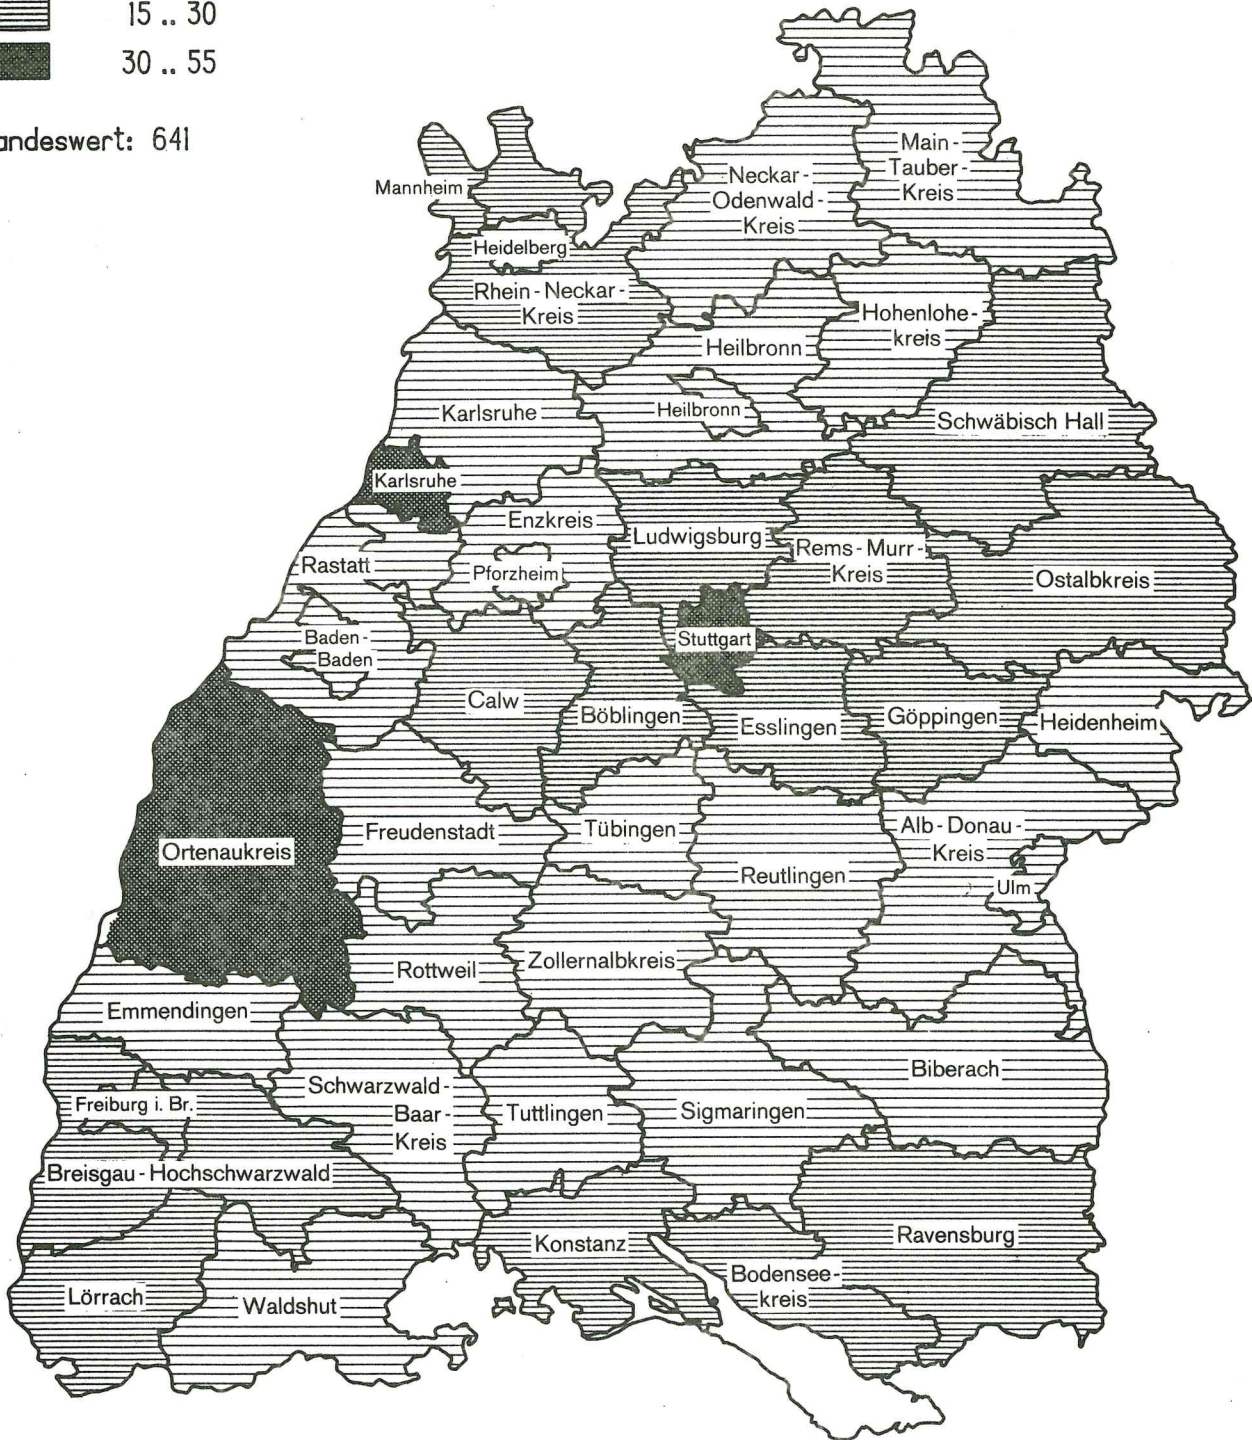 15 .. 30
30 .. 55
andeswert: 641
Main-
Tauber-
Kreis
Neckar-
Odenwald-
Kreis
Mannheim
Heidelberg
Rhein-Neckar-
Kreis
Hohenlohe-
kreis
Heilbronn
Karlsruhe
Heilbronn
Schwäbisch Hall
Karlsruhe
Enzkreis
Ludwigsburg
Rems-Murr-
Kreis
Rastatt
Pforzheim
Ostalbkreis
Baden-
Baden
Stuttgart
Calw
Böblingen
Esslingen
Göppingen
Heidenheim
Freudenstadt
Tübingen
Alb-Donau-
Kreis
Ortenaukreis
Reutlingen
Ulm
Rottweil
Zollernalbkreis
Emmendingen
Biberach
Schwarzwald-
Baar-
Kreis
Freiburg i. Br.
Tuttlingen
Sigmaringen
Breisgau-Hochschwarzwald
Konstanz
Ravensburg
Bodensee-
kreis
Lörrach
Waldshut